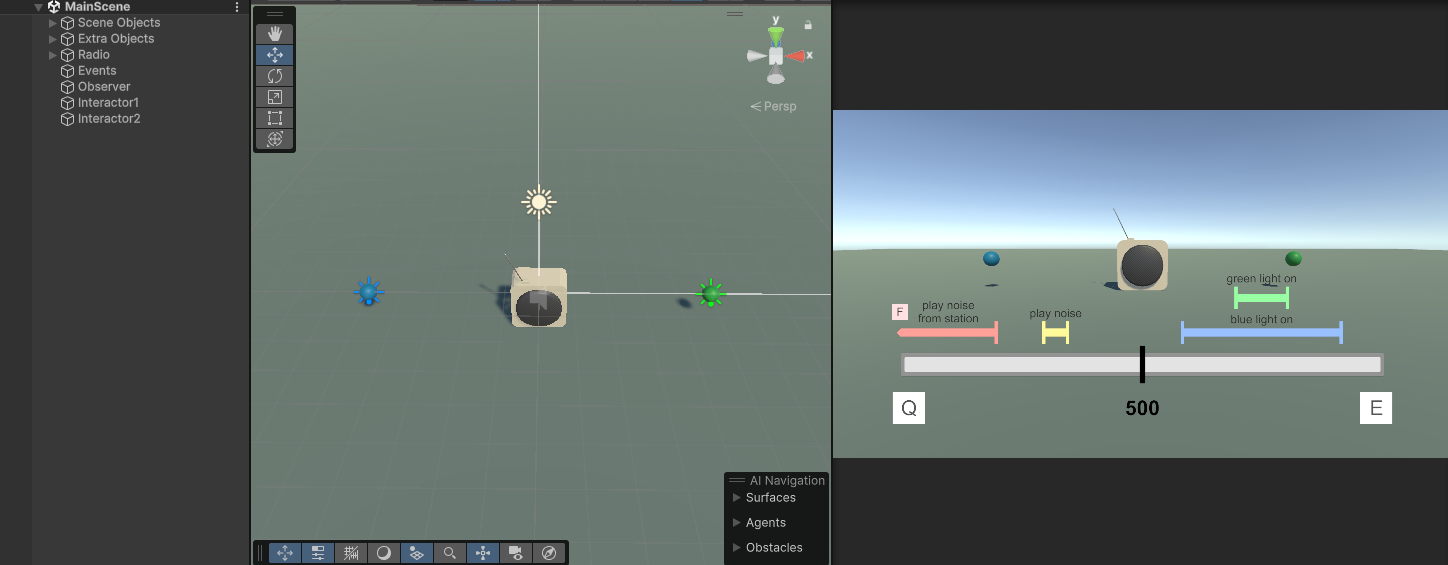 MainScene
Scene Objects
Extra Objects
Radio
Events
Observer
Interactor1
Interactor2
y
x
Persp
AI Navigation
Surfaces
Agents
Obstacles
green light on
F
play noise
from station
play noise
blue light on
Q
500
E